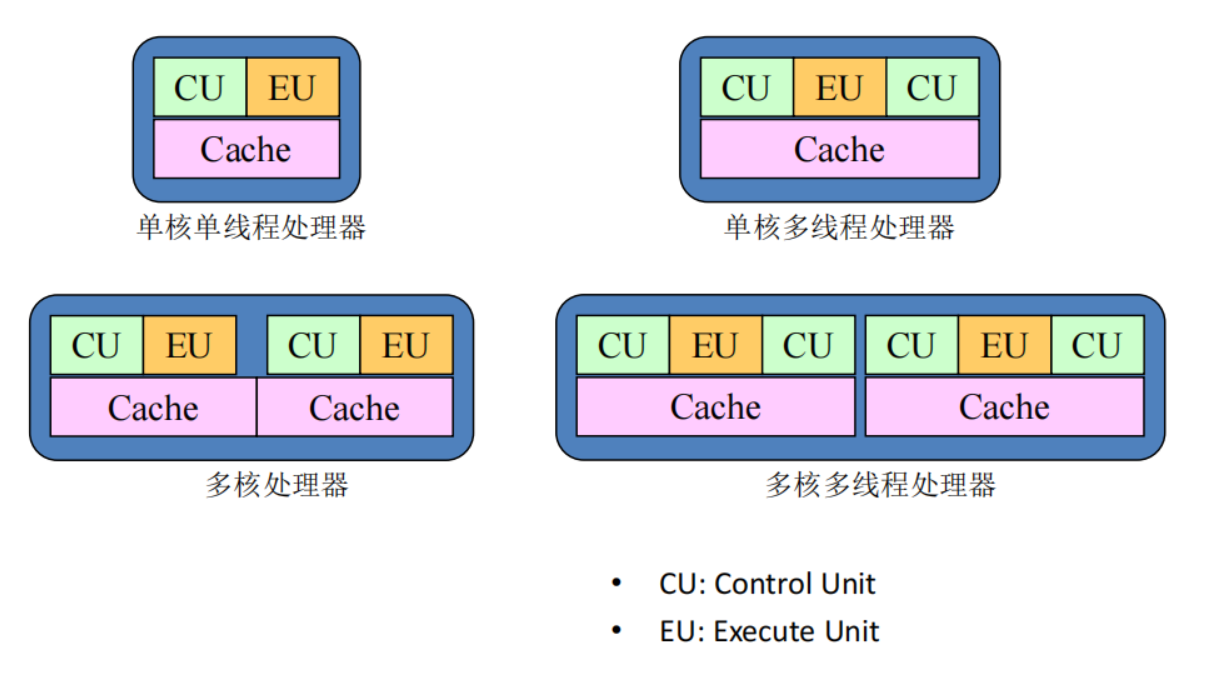 CU EU
Cache
单核单线程处理器
CU EU CU
Cache
单核多线程处理器
CU EU CU EU
Cache Cache
多核处理器
CU EU CU CU EU CU
Cache Cache
多核多线程处理器
• CU: Control Unit
• EU: Execute Unit